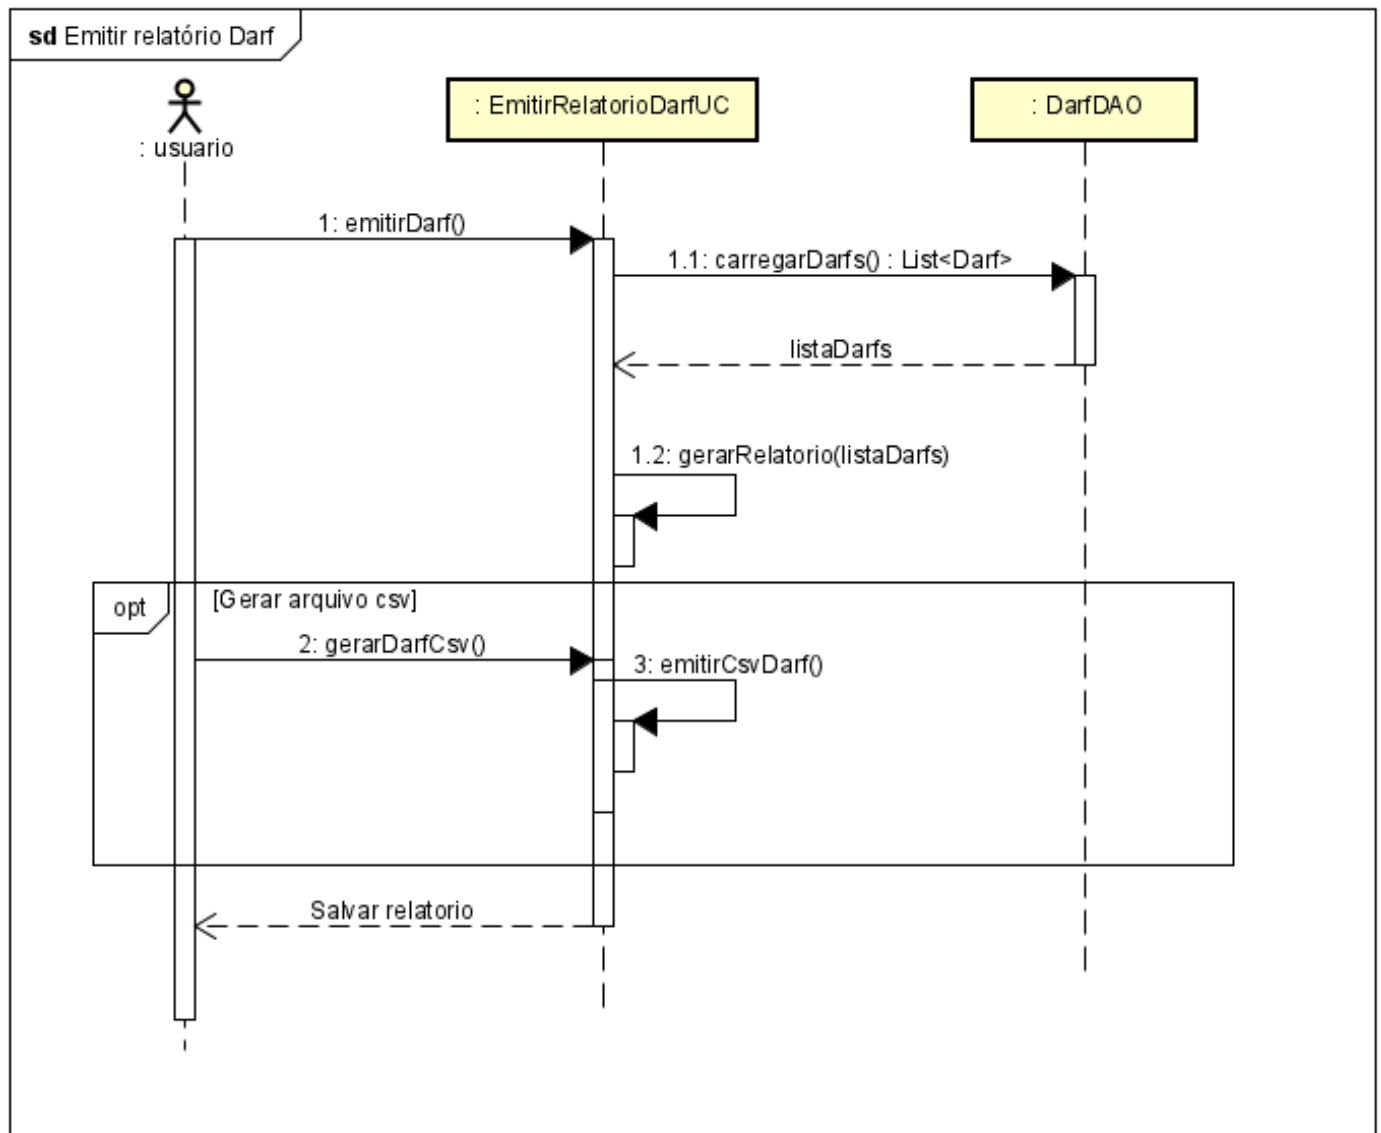 sd Emitir relatório Darf
: usuario
: EmitirRelatorioDarfUC
: DarfDAO
1: emitirDarf()
1.1: carregarDarfs() : List<Darf>
listaDarfs
1.2: gerarRelatorio(listaDarfs)
opt
[Gerar arquivo csv]
2: gerarDarfCsv()
3: emitirCsvDarf()
Salvar relatorio